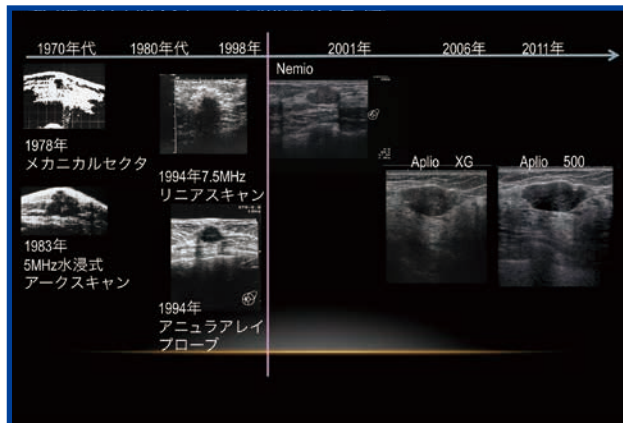 1970年代 1980年代 1998年 2001年 2006年 2011年
Nemio
1978年
メカニカルセクタ
1994年7.5MHz
リニアスキャン
Aplio XG
Aplio 500
1983年
5MHz水浸式
アークスキャン
1994年
アニュラアレイ
プローブ